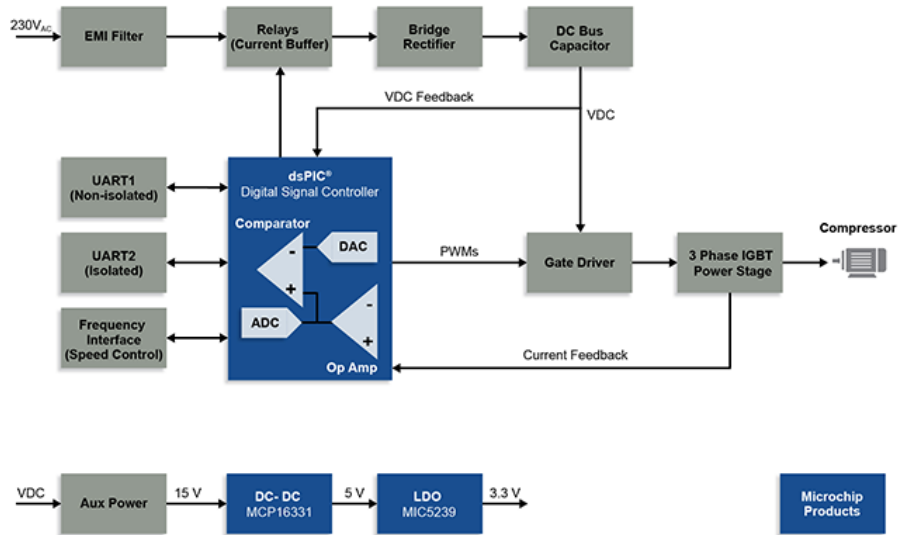 230VAC
EMI Filter
Relays
(Current Buffer)
Bridge
Rectifier
DC Bus
Capacitor
VDC Feedback
VDC
UART1
(Non-isolated)
UART2
(Isolated)
Frequency
Interface
(Speed Control)
dsPIC®
Digital Signal Controller
Comparator
-
+
DAC
ADC
-
+
Op Amp
PWMs
Gate Driver
3 Phase IGBT
Power Stage
Compressor
Current Feedback
VDC
Aux Power
15 V
DC- DC
MCP16331
5 V
LDO
MIC5239
3.3 V
Microchip
Products